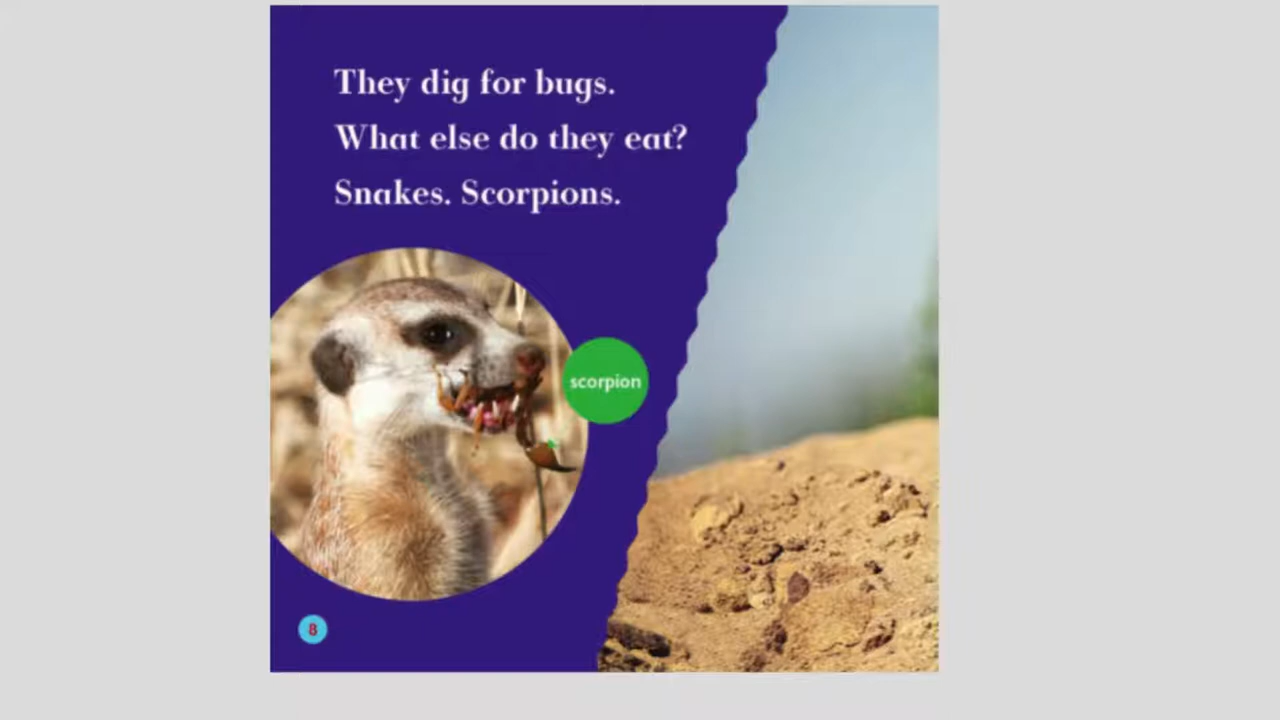 They dig for bugs.
What else do they eat?
Snakes. Scorpions.
scorpion
8